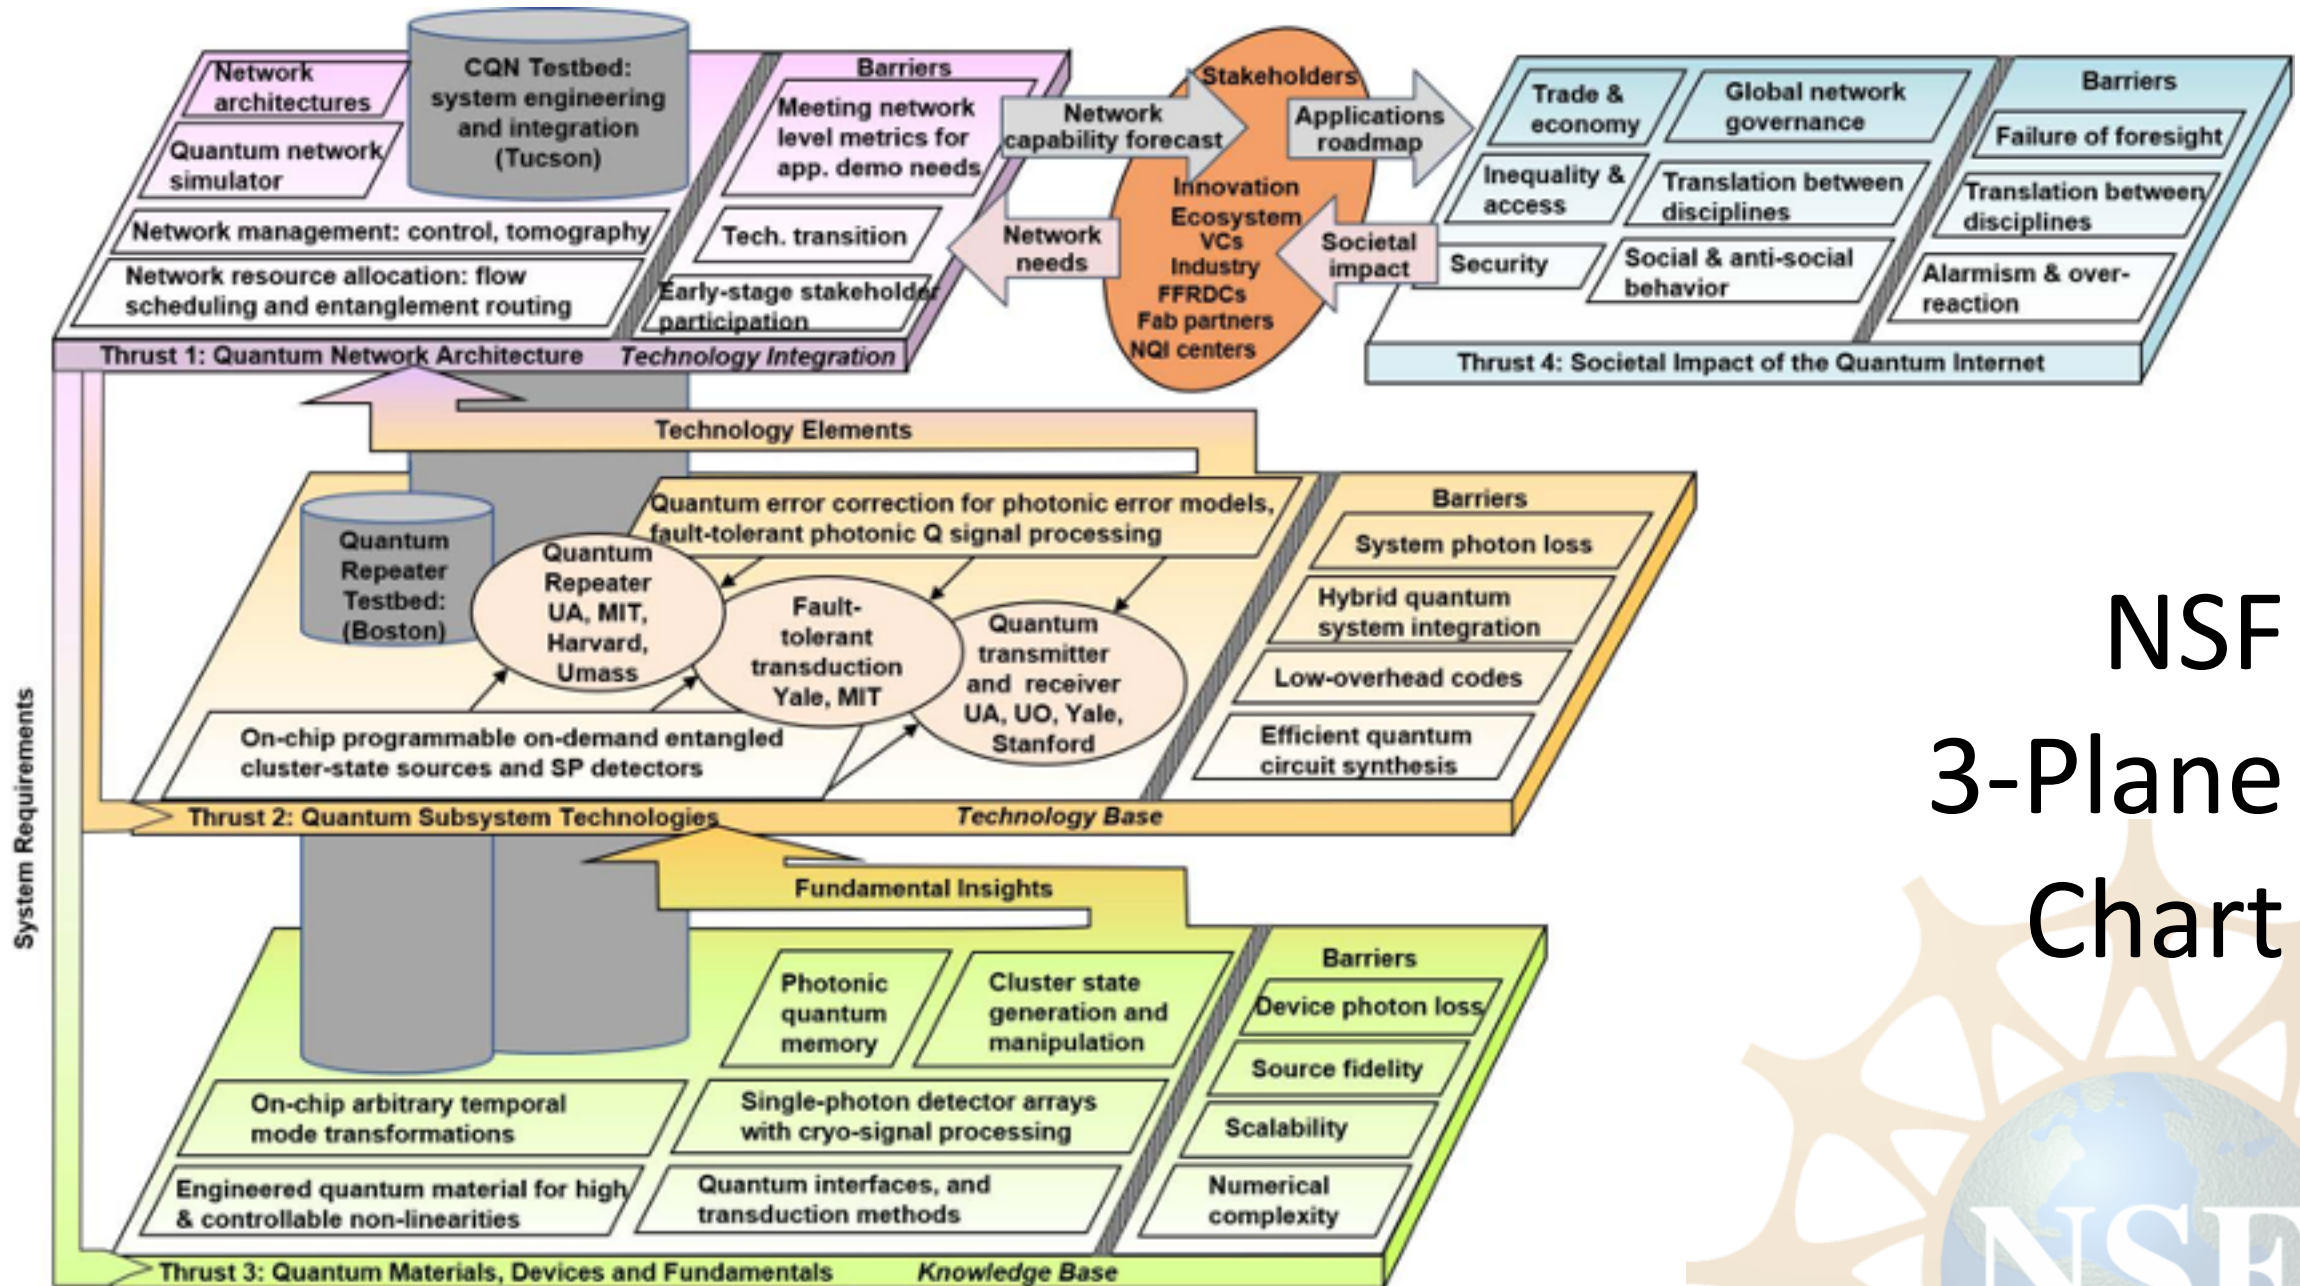 Network
architectures
CQN Testbed:
system engineering
and integration
(Tucson)
Quantum network
simulator
Network management: control, tomography
Network resource allocation: flow
scheduling and entanglement routing
Barriers
Meeting network
level metrics for
app. demo needs
Tech. transition
Early-stage stakeholder
participation
Thrust 1: Quantum Network Architecture
Technology Integration
Network
capability forecast
Network
needs
Stakeholders
Innovation
Ecosystem
VCs
Industry
FFRDCs
Fab partners
NQI centers
Applications
roadmap
Societal
impact
Trade &
economy
Global network
governance
Inequality &
access
Translation between
disciplines
Security
Social & anti-social
behavior
Barriers
Failure of foresight
Translation between
disciplines
Alarmism & over-
reaction
Thrust 4: Societal Impact of the Quantum Internet
Technology Elements
Quantum
Repeater
Testbed:
(Boston)
Quantum error correction for photonic error models,
fault-tolerant photonic Q signal processing
Quantum
Repeater
UA, MIT,
Harvard,
Umass
Fault-
tolerant
transduction
Yale, MIT
Quantum
transmitter
and receiver
UA, UO, Yale,
Stanford
On-chip programmable on-demand entangled
cluster-state sources and SP detectors
Barriers
System photon loss
Hybrid quantum
system integration
Low-overhead codes
Efficient quantum
circuit synthesis
Thrust 2: Quantum Subsystem Technologies
Technology Base
System Requirements
Fundamental Insights
Photonic
quantum
memory
Cluster state
generation and
manipulation
On-chip arbitrary temporal
mode transformations
Single-photon detector arrays
with cryo-signal processing
Engineered quantum material for high
& controllable non-linearities
Quantum interfaces, and
transduction methods
Barriers
Device photon loss
Source fidelity
Scalability
Numerical
complexity
Thrust 3: Quantum Materials, Devices and Fundamentals
Knowledge Base
NSF
3-Plane
Chart
NSF